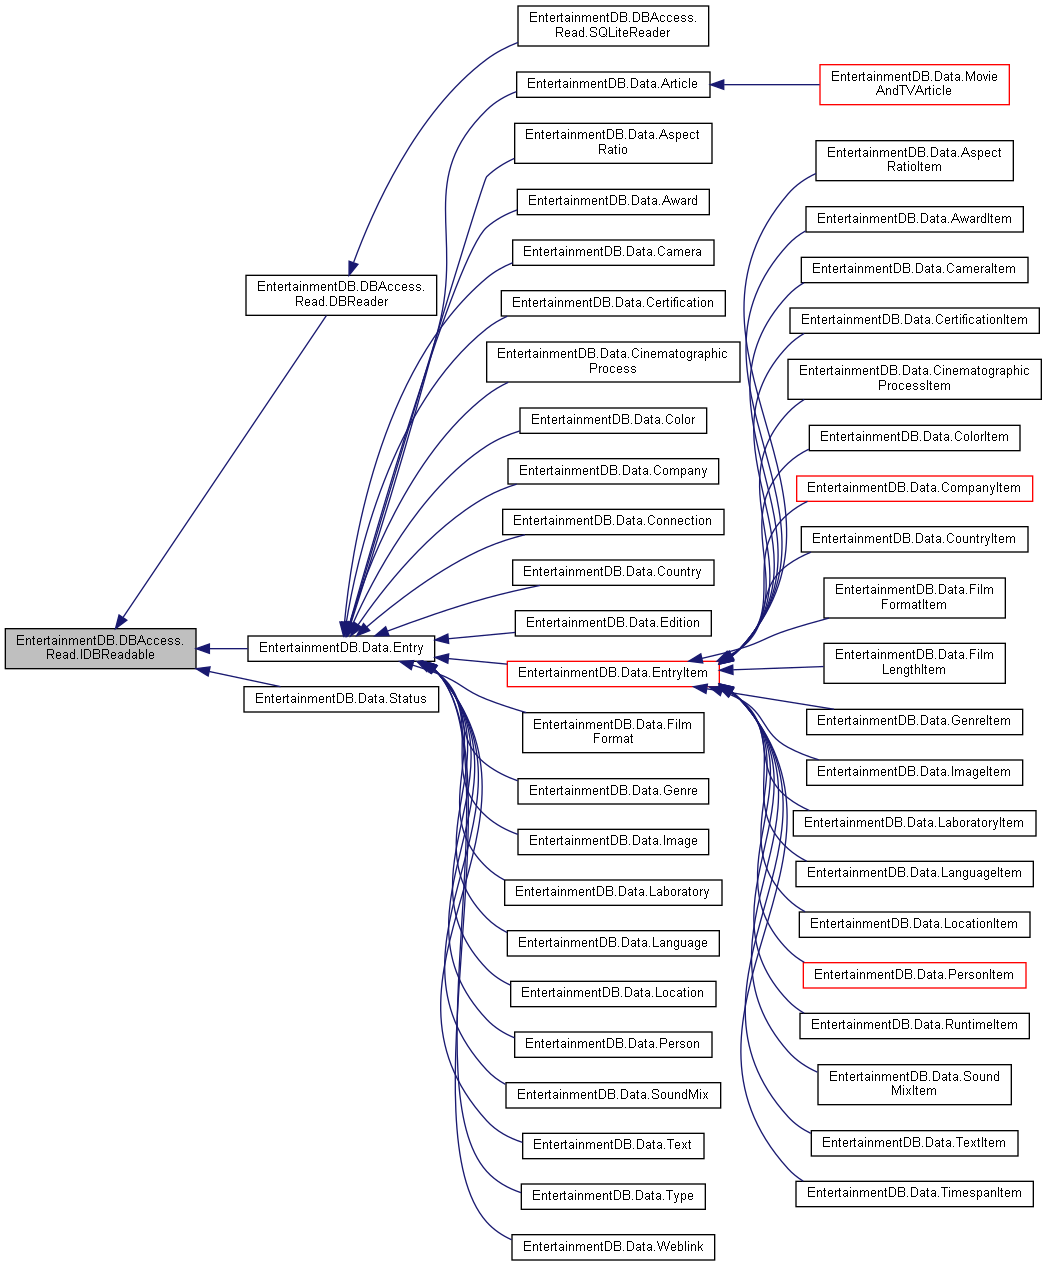 EntertainmentDB.DBAccess.
Read.IDBReadable
EntertainmentDB.DBAccess.
Read.DBReader
EntertainmentDB.Data.Entry
EntertainmentDB.Data.Status
EntertainmentDB.DBAccess.
Read.SQLiteReader
EntertainmentDB.Data.Article
EntertainmentDB.Data.Aspect
Ratio
EntertainmentDB.Data.Award
EntertainmentDB.Data.Camera
EntertainmentDB.Data.Certification
EntertainmentDB.Data.Cinematographic
Process
EntertainmentDB.Data.Color
EntertainmentDB.Data.Company
EntertainmentDB.Data.Connection
EntertainmentDB.Data.Country
EntertainmentDB.Data.Edition
EntertainmentDB.Data.EntryItem
EntertainmentDB.Data.Film
Format
EntertainmentDB.Data.Genre
EntertainmentDB.Data.Image
EntertainmentDB.Data.Laboratory
EntertainmentDB.Data.Language
EntertainmentDB.Data.Location
EntertainmentDB.Data.Person
EntertainmentDB.Data.SoundMix
EntertainmentDB.Data.Text
EntertainmentDB.Data.Type
EntertainmentDB.Data.Weblink
EntertainmentDB.Data.Movie
AndTVArticle
EntertainmentDB.Data.Aspect
RatioItem
EntertainmentDB.Data.AwardItem
EntertainmentDB.Data.CameraItem
EntertainmentDB.Data.CertificationItem
EntertainmentDB.Data.Cinematographic
ProcessItem
EntertainmentDB.Data.ColorItem
EntertainmentDB.Data.CompanyItem
EntertainmentDB.Data.CountryItem
EntertainmentDB.Data.Film
FormatItem
EntertainmentDB.Data.Film
LengthItem
EntertainmentDB.Data.GenreItem
EntertainmentDB.Data.ImageItem
EntertainmentDB.Data.LaboratoryItem
EntertainmentDB.Data.LanguageItem
EntertainmentDB.Data.LocationItem
EntertainmentDB.Data.PersonItem
EntertainmentDB.Data.RuntimeItem
EntertainmentDB.Data.Sound
MixItem
EntertainmentDB.Data.TextItem
EntertainmentDB.Data.TimespanItem